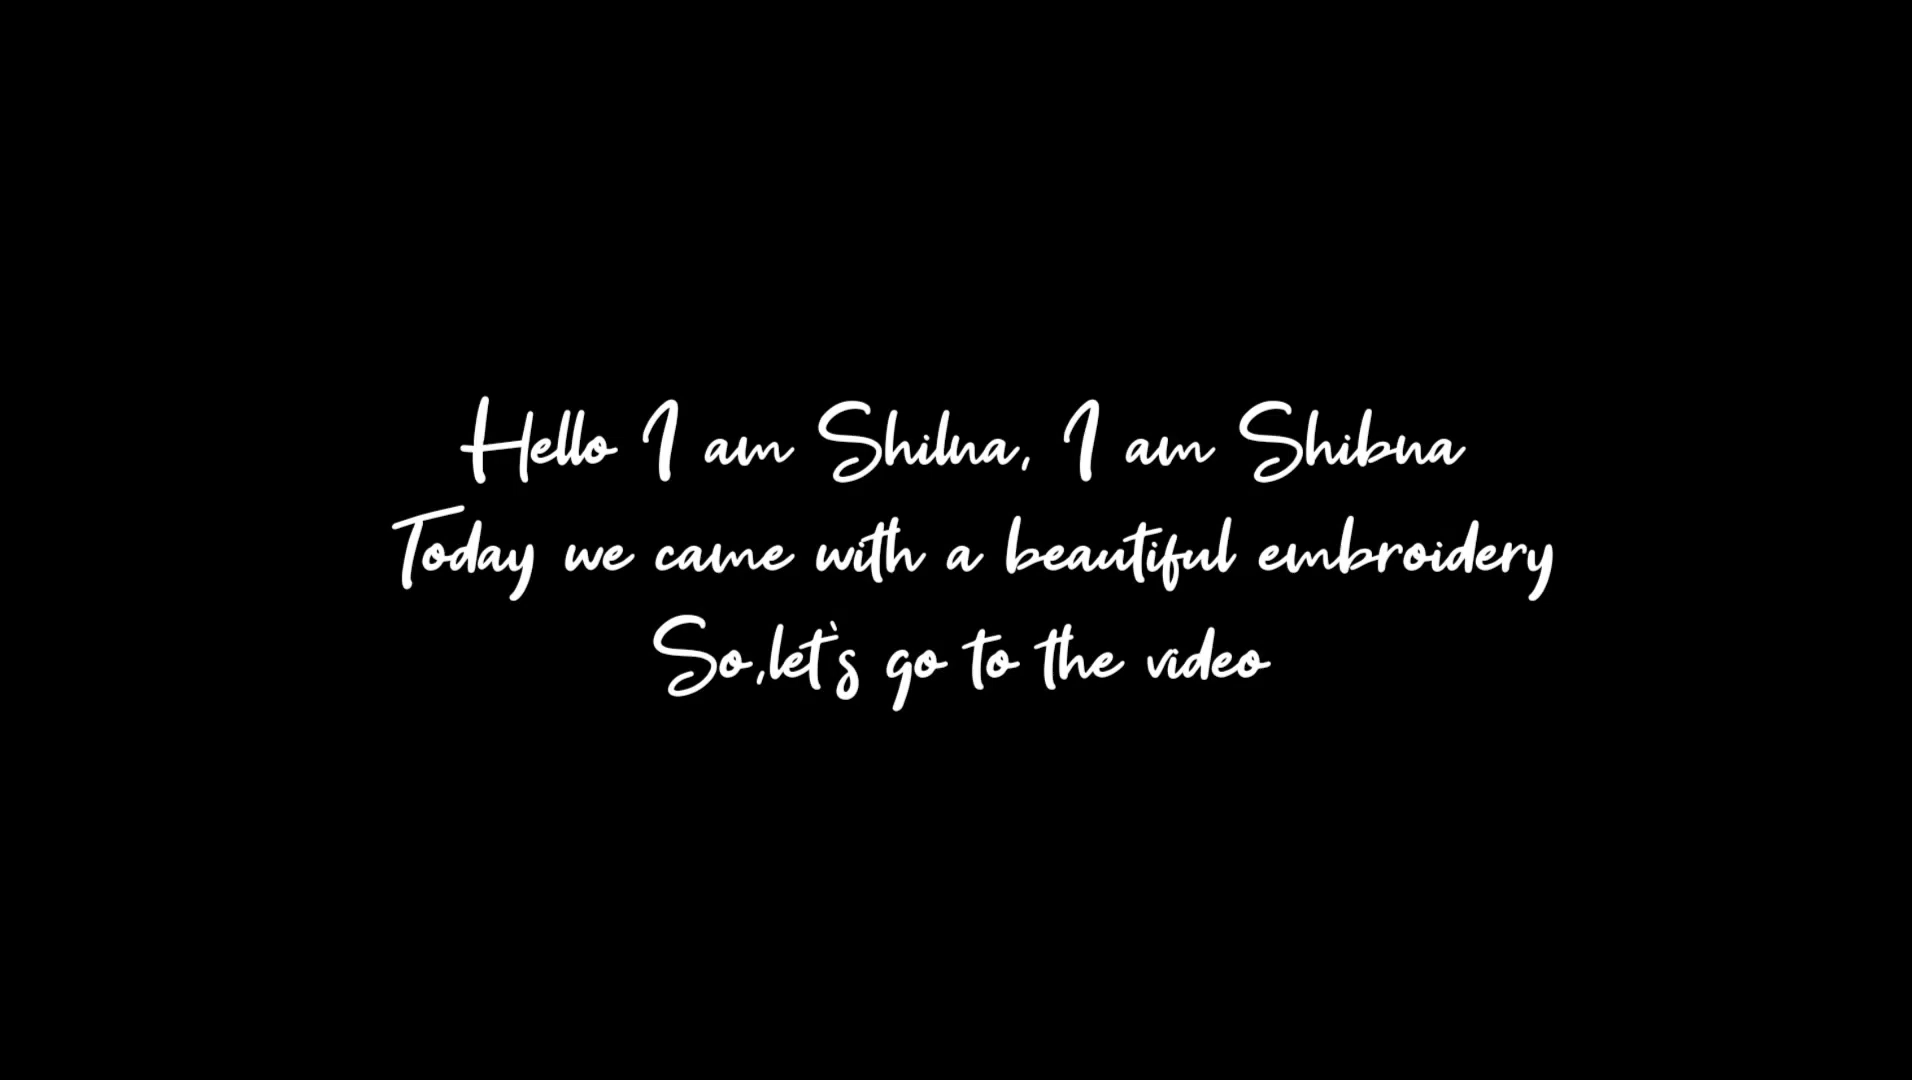 Hello I am Shilna, I am Shibna
Today we came with a beautiful embroidery
So,let's go to the video